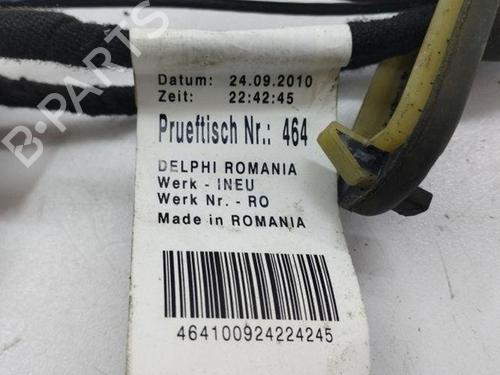 B-PARTS
Datum: 24.09.2010
Zeit: 22:42:45
Prueftisch Nr.: 464
DELPHI ROMANIA
Werk - INEU
Werk Nr. - RO
Made in ROMANIA
464100924224245